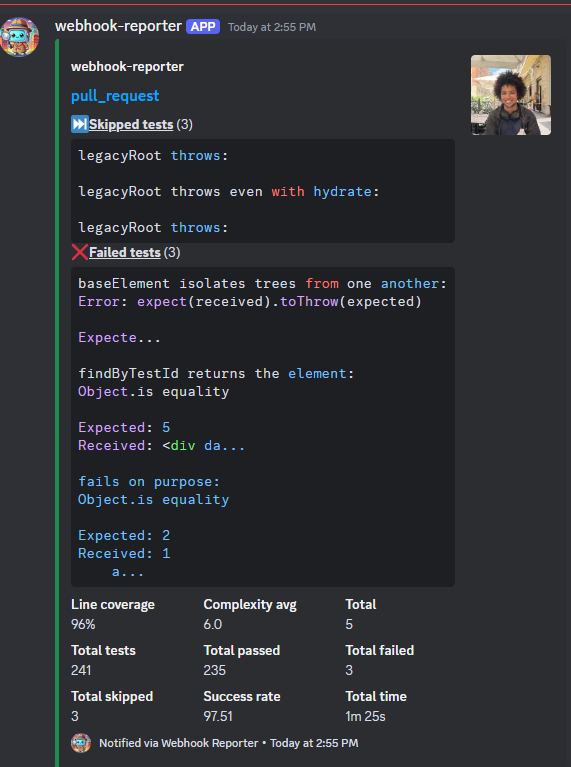 webhook-reporter APP Today at 2:55 PM
webhook-reporter
pull_request
Skipped tests (3)
legacyRoot throws:
legacyRoot throws even with hydrate:
legacyRoot throws:
Failed tests (3)
baseElement isolates trees from one another:
Error: expect(received).toThrow(expected)
Expecte...
findByTestId returns the element:
Object.is equality
Expected: 5
Received: <div da...
fails on purpose:
Object.is equality
Expected: 2
Received: 1
a...
Line coverage Complexity avg Total
96% 6.0 5
Total tests Total passed Total failed
241 235 3
Total skipped Success rate Total time
3 97.51 1m 25s
Notified via Webhook Reporter • Today at 2:55 PM